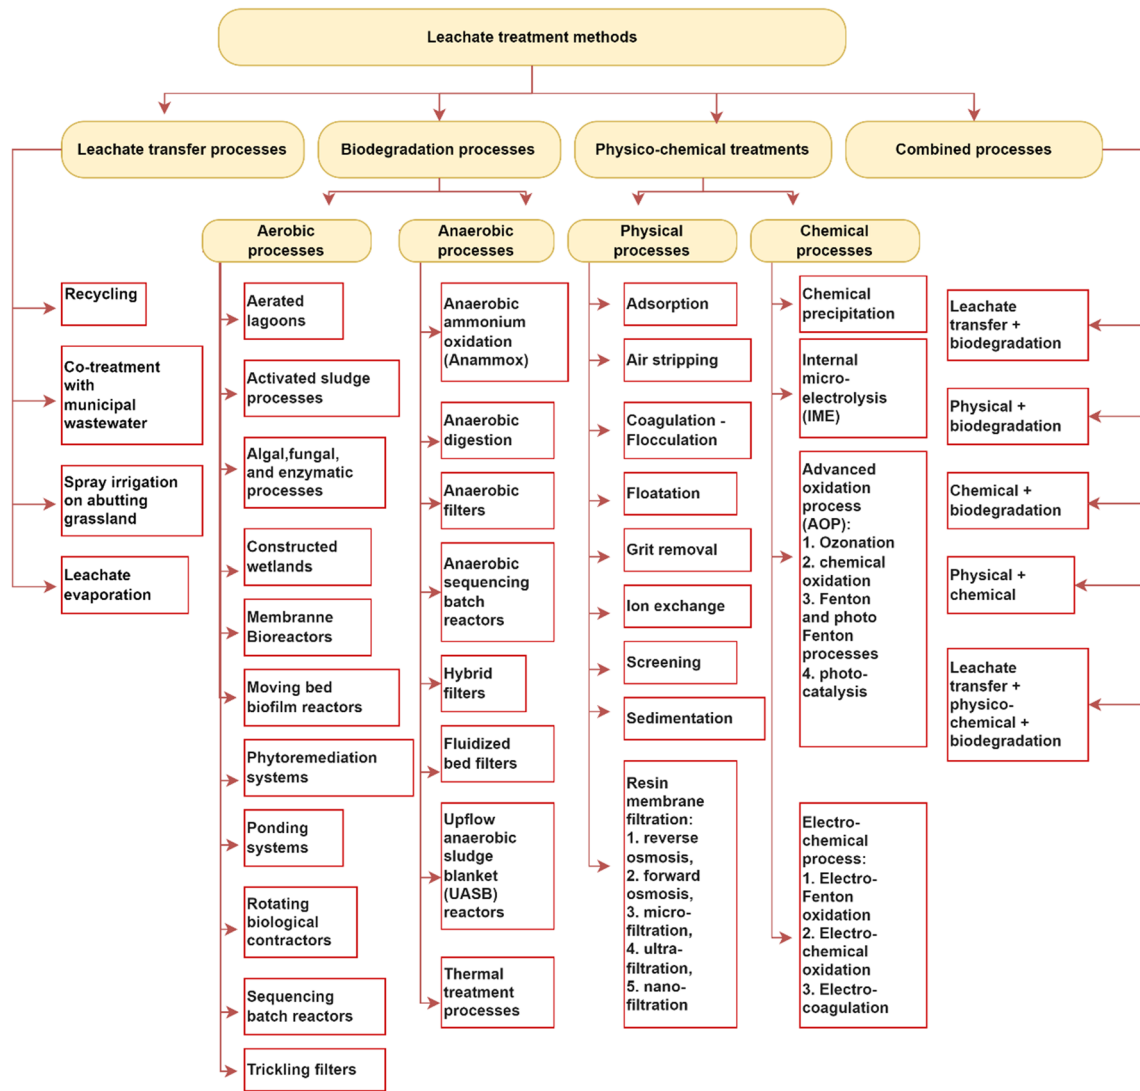 Leachate treatment methods
Leachate transfer processes
Biodegradation processes
Physico-chemical treatments
Combined processes
Recycling
Co-treatment
with
municipal
wastewater
Spray irrigation
on abutting
grassland
Leachate
evaporation
Aerobic
processes
Aerated
lagoons
Activated sludge
processes
Algal,fungal,
and enzymatic
processes
Constructed
wetlands
Membranne
Bioreactors
Moving bed
biofilm reactors
Phytoremediation
systems
Ponding
systems
Rotating
biological
contractors
Sequencing
batch reactors
Trickling filters
Anaerobic
processes
Anaerobic
ammonium
oxidation
(Anammox)
Anaerobic
digestion
Anaerobic
filters
Anaerobic
sequencing
batch
reactors
Hybrid
filters
Fluidized
bed filters
Upflow
anaerobic
sludge
blanket
(UASB)
reactors
Thermal
treatment
processes
Physical
processes
Adsorption
Air stripping
Coagulation -
Flocculation
Floatation
Grit removal
Ion exchange
Screening
Sedimentation
Resin
membrane
filtration:
1. reverse
osmosis,
2. forward
osmosis,
3. micro-
filtration,
4. ultra-
filtration,
5. nano-
filtration
Chemical
processes
Chemical
precipitation
Internal
micro-
electrolysis
(IME)
Advanced
oxidation
process
(AOP):
1. Ozonation
2. chemical
oxidation
3. Fenton
and photo
Fenton
processes
4. photo-
catalysis
Electro-
chemical
process:
1. Electro-
Fenton
oxidation
2. Electro-
chemical
oxidation
3. Electro-
coagulation
Leachate
transfer +
biodegradation
Physical +
biodegradation
Chemical +
biodegradation
Physical +
chemical
Leachate
transfer +
physico-
chemical +
biodegradation